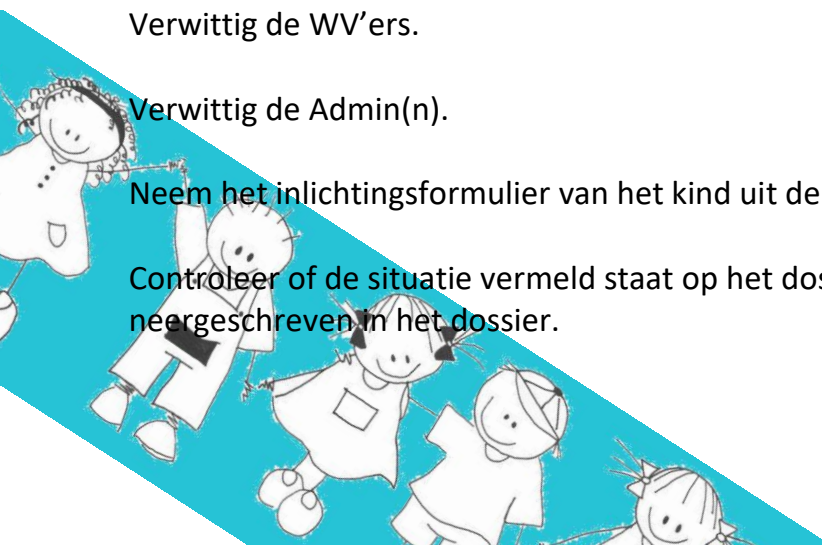 Verwittig de WV’ers.
Verwittig de Admin(n).
Neem het inlichtingsformulier van het kind uit de
Controleer of de situatie vermeld staat op het dos
neergeschreven in het dossier.